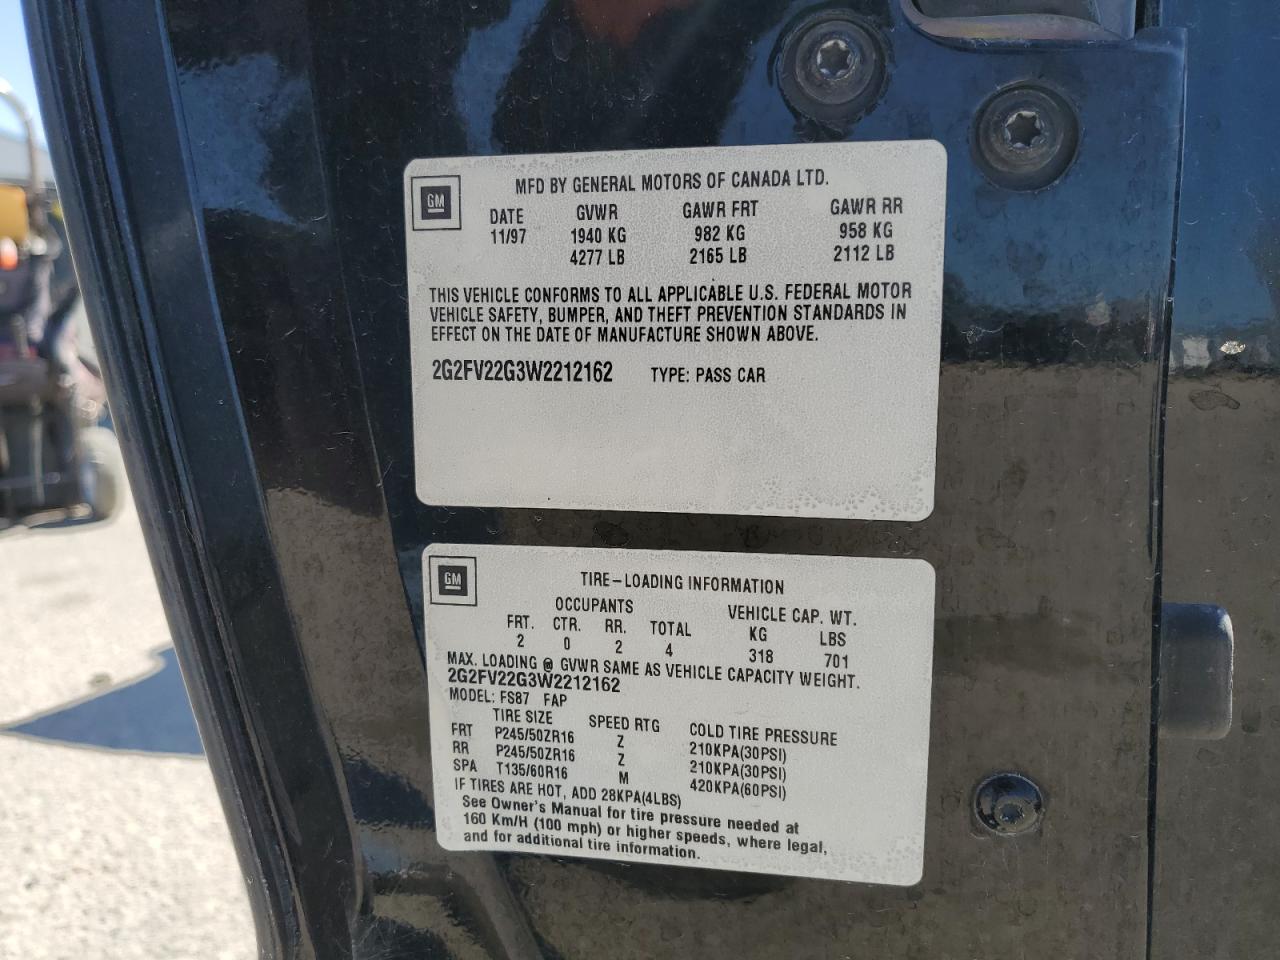 GM
MFD BY GENERAL MOTORS OF CANADA LTD.
DATE GVWR GAWR FRT GAWR RR
11/97 1940 KG 982 KG 958 KG
4277 LB 2165 LB 2112 LB
THIS VEHICLE CONFORMS TO ALL APPLICABLE U.S. FEDERAL MOTOR
VEHICLE SAFETY, BUMPER, AND THEFT PREVENTION STANDARDS IN
EFFECT ON THE DATE OF MANUFACTURE SHOWN ABOVE.
2G2FV22G3W2212162 TYPE: PASS CAR
GM
TIRE-LOADING INFORMATION
OCCUPANTS VEHICLE CAP. WT.
FRT. CTR. RR. TOTAL KG LBS
2 0 2 4 318 701
MAX. LOADING @ GVWR SAME AS VEHICLE CAPACITY WEIGHT.
2G2FV22G3W2212162
MODEL: FS87 FAP
TIRE SIZE SPEED RTG COLD TIRE PRESSURE
FRT P245/50ZR16 Z 210KPA(30PSI)
RR P245/50ZR16 Z 210KPA(30PSI)
SPA T135/60R16 M 420KPA(60PSI)
IF TIRES ARE HOT, ADD 28KPA(4LBS)
See Owner's Manual for tire pressure needed at
160 Km/H (100 mph) or higher speeds, where legal,
and for additional tire information.